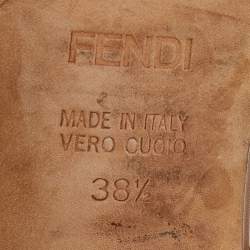 FENDI
MADE IN ITALY
VERO CUOIO
38½